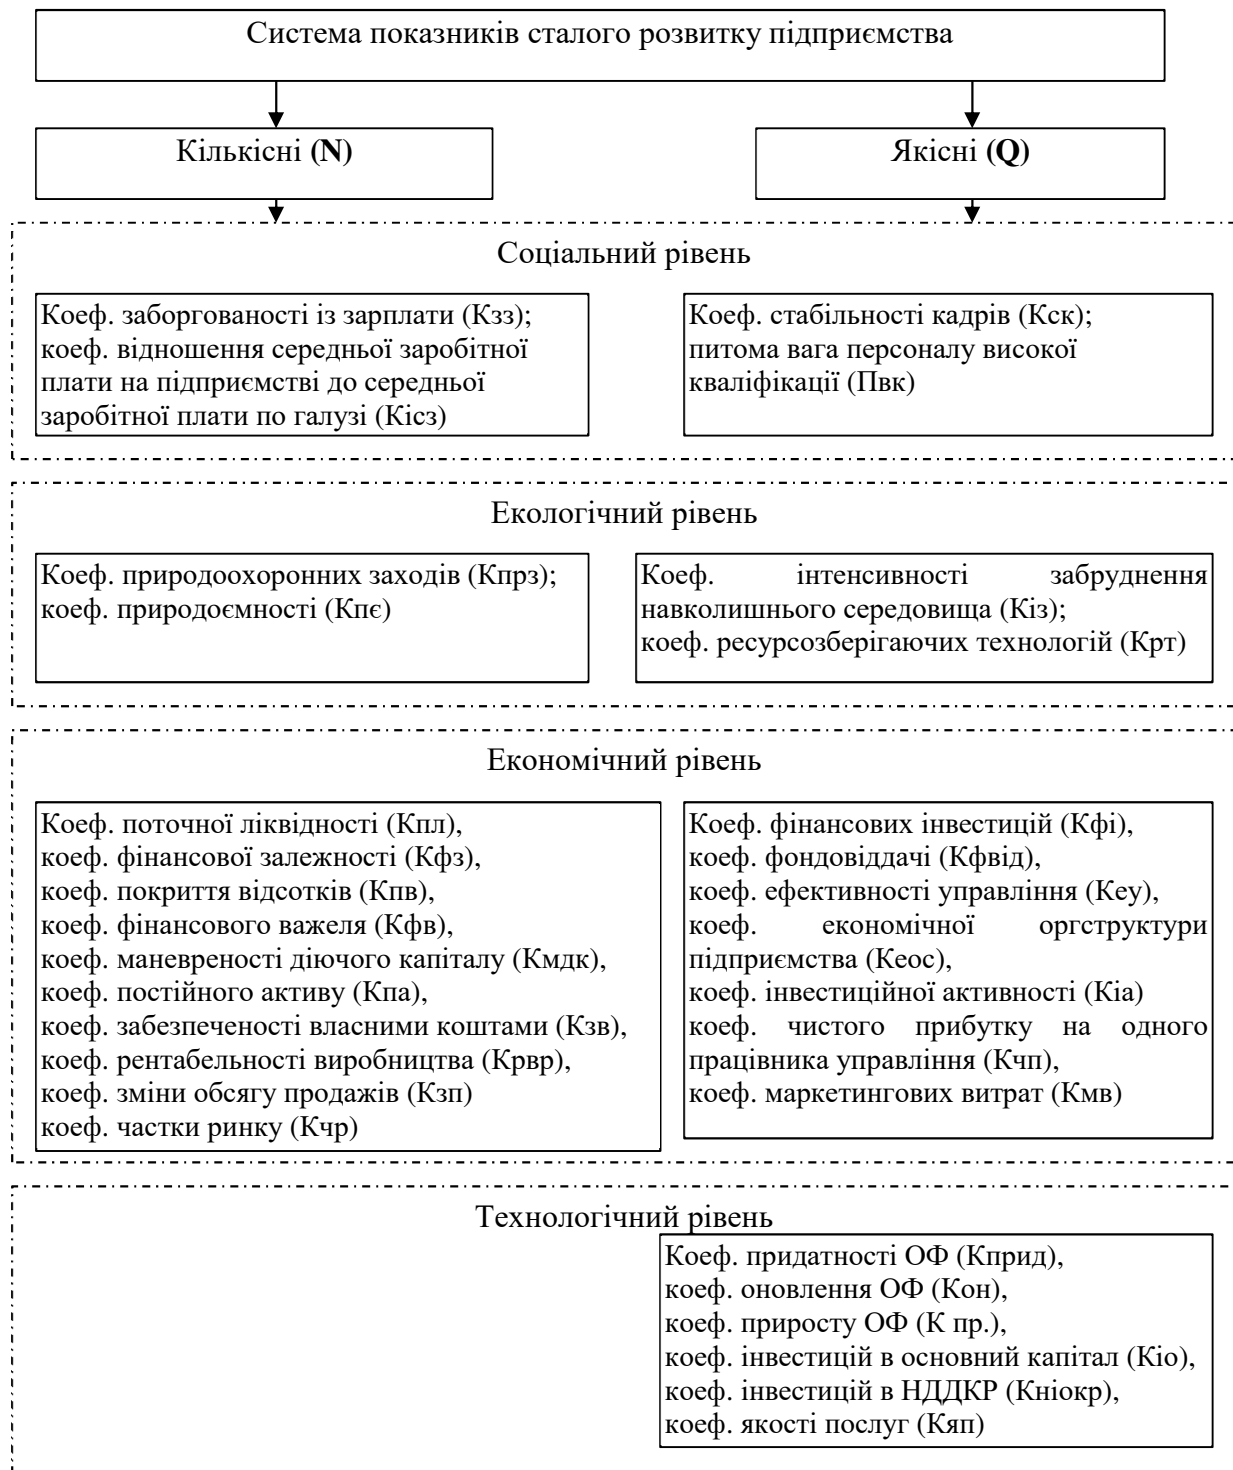 Система показників сталого розвитку підприємства
Кількісні (N)
Якісні (Q)
Соціальний рівень
Коеф. заборгованості із зарплати (Кзз);
коеф. відношення середньої заробітної
плати на підприємстві до середньої
заробітної плати по галузі (Кісз)
Коеф. стабільності кадрів (Кск);
питома вага персоналу високої
кваліфікації (Пвк)
Екологічний рівень
Коеф. природоохоронних заходів (Кпрз);
коеф. природоємності (Кпє)
Коеф. інтенсивності забруднення
навколишнього середовища (Кіз);
коеф. ресурсозберігаючих технологій (Крт)
Економічний рівень
Коеф. поточної ліквідності (Кпл),
коеф. фінансової залежності (Кфз),
коеф. покриття відсотків (Кпв),
коеф. фінансового важеля (Кфв),
коеф. маневреності діючого капіталу (Кмдк),
коеф. постійного активу (Кпа),
коеф. забезпеченості власними коштами (Кзв),
коеф. рентабельності виробництва (Крвр),
коеф. зміни обсягу продажів (Кзп)
коеф. частки ринку (Кчр)
Коеф. фінансових інвестицій (Кфі),
коеф. фондовіддачі (Кфвід),
коеф. ефективності управління (Кеу),
коеф. економічної оргструктури
підприємства (Кеос),
коеф. інвестиційної активності (Кіа)
коеф. чистого прибутку на одного
працівника управління (Кчп),
коеф. маркетингових витрат (Кмв)
Технологічний рівень
Коеф. придатності ОФ (Кприд),
коеф. оновлення ОФ (Кон),
коеф. приросту ОФ (К пр.),
коеф. інвестицій в основний капітал (Кіо),
коеф. інвестицій в НДДКР (Кніокр),
коеф. якості послуг (Кяп)